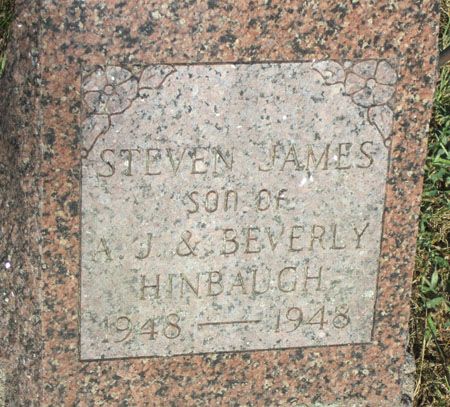 STEVEN JAMES
SON OF
A. J. & BEVERLY
HINBAUGH
1948 — 1948